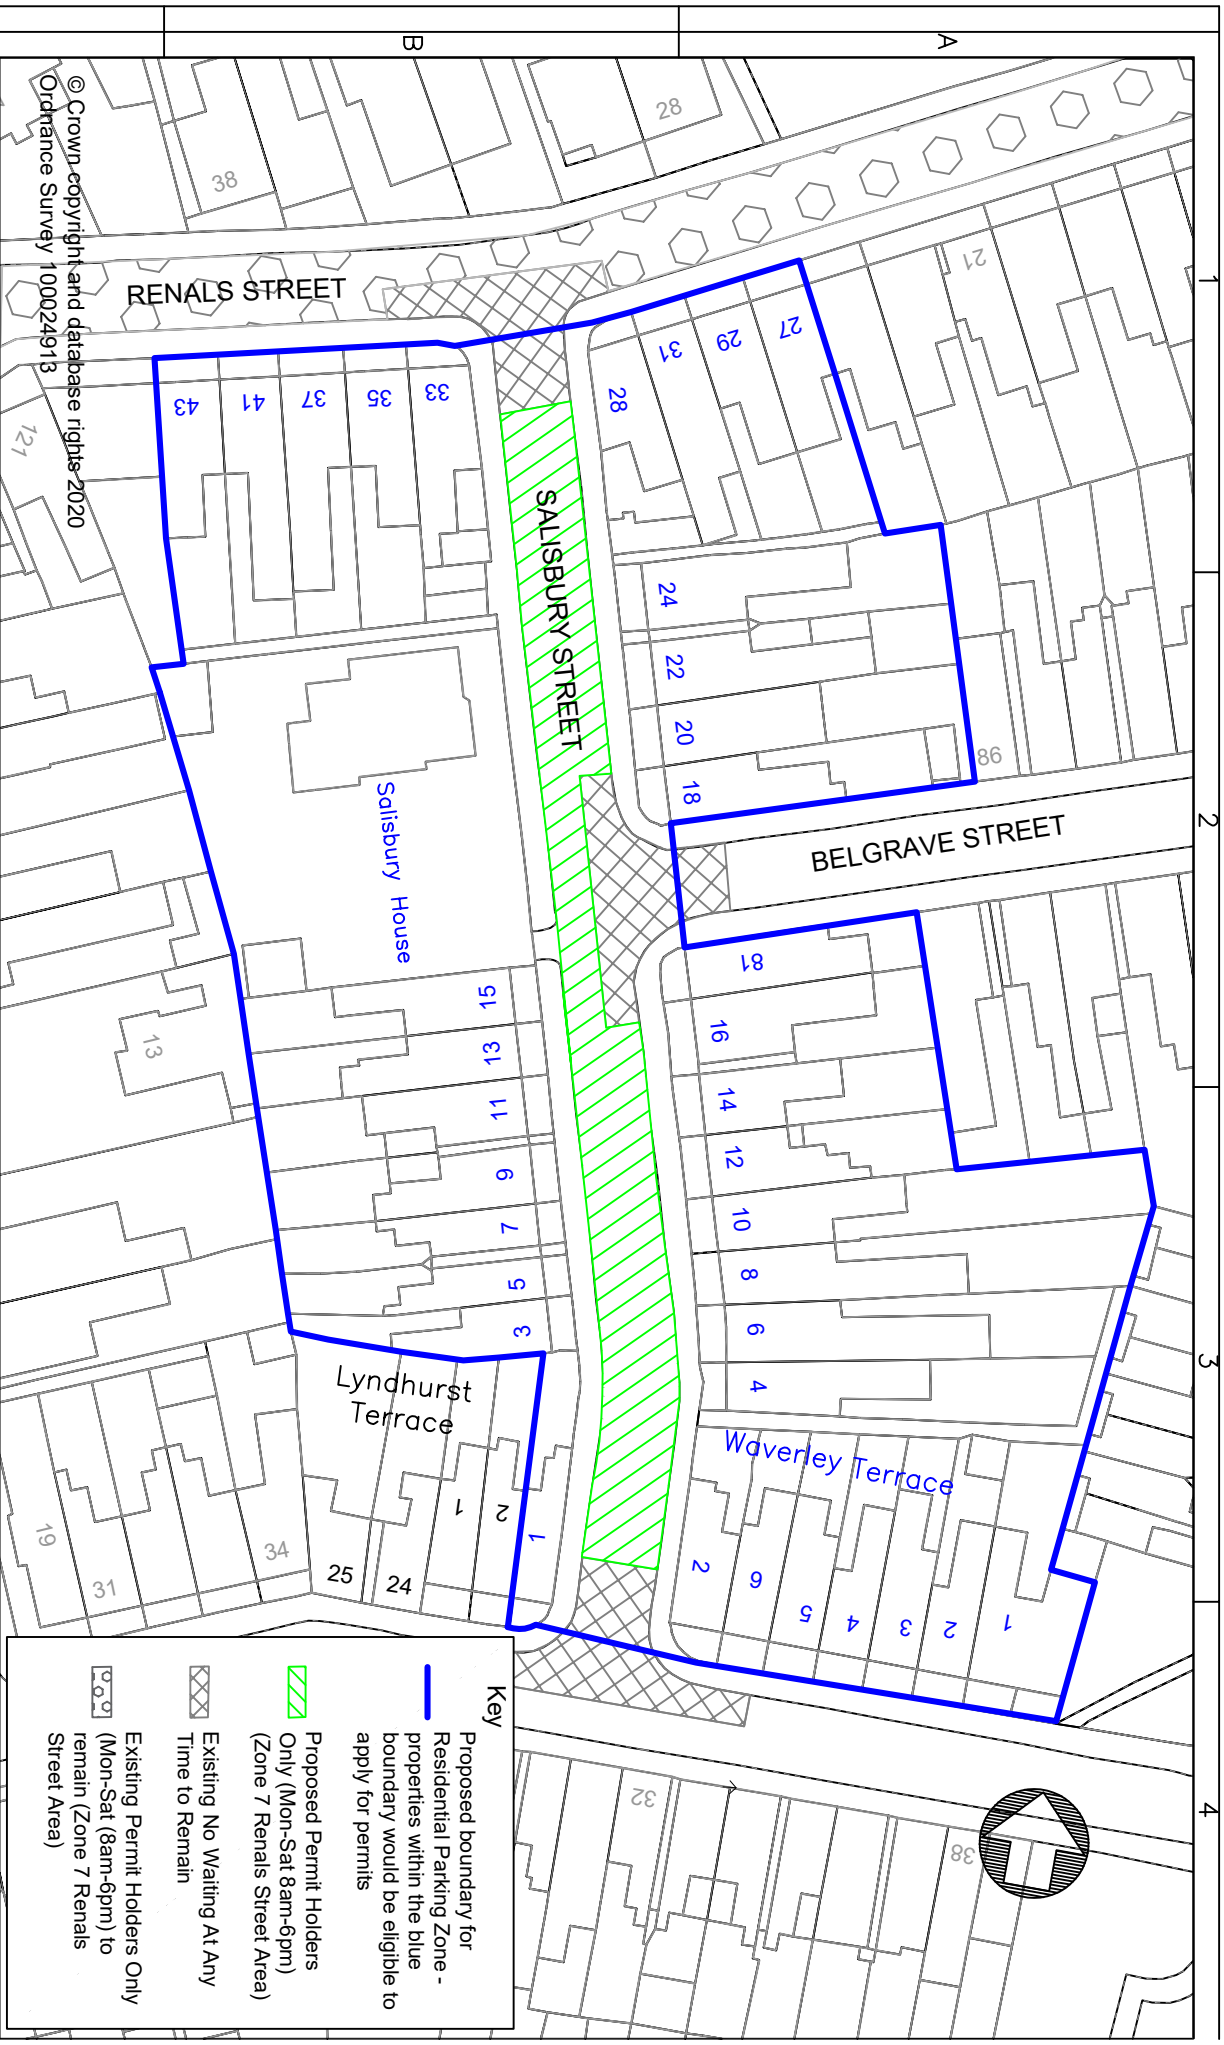 A
B
1
2
3
4
© Crown copyright and database rights 2020
Ordnance Survey 100024913
RENALS STREET
SALISBURY STREET
BELGRAVE STREET
Salisbury House
Lyndhurst
Terrace
Waverley Terrace
38
28
21
27
29
31
28
24
22
20
18
86
81
16
14
12
10
8
6
4
2
6
5
4
3
2
1
43
41
37
35
33
121
15
13
11
9
7
5
3
1
2
1
24
25
13
19
31
34
32
38
Key
Proposed boundary for
Residential Parking Zone -
properties within the blue
boundary would be eligible to
apply for permits
Proposed Permit Holders
Only (Mon-Sat 8am-6pm)
(Zone 7 Renals Street Area)
Existing No Waiting At Any
Time to Remain
Existing Permit Holders Only
(Mon-Sat (8am-6pm) to
remain (Zone 7 Renals
Street Area)